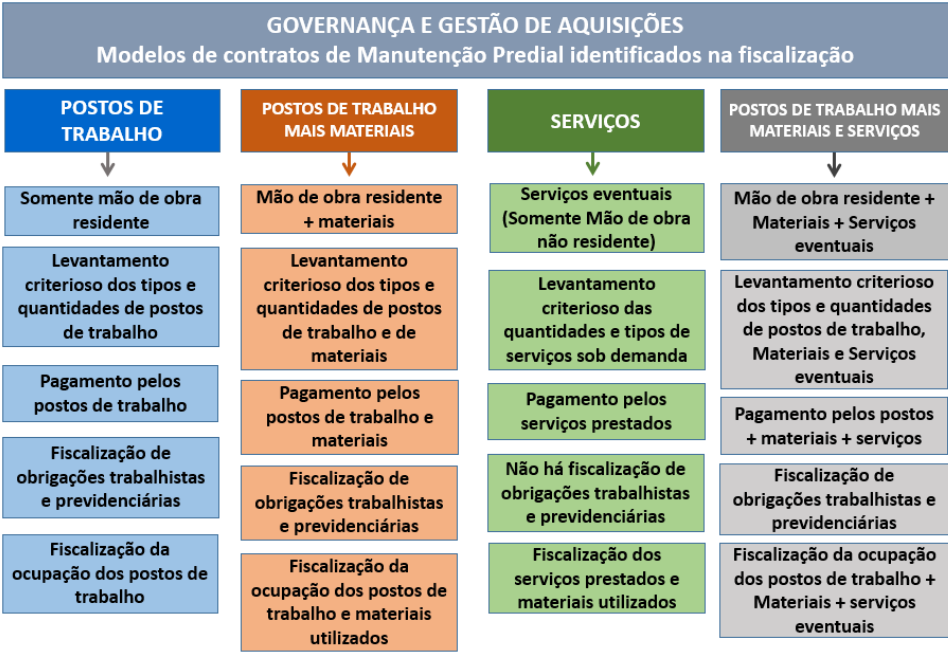 GOVERNANÇA E GESTÃO DE AQUISIÇÕES
Modelos de contratos de Manutenção Predial identificados na fiscalização
POSTOS DE
TRABALHO
Somente mão de obra
residente
Levantamento
criterioso dos tipos e
quantidades de postos
de trabalho
Pagamento pelos
postos de trabalho
Fiscalização de
obrigações trabalhistas
e previdenciárias
Fiscalização da
ocupação dos postos de
trabalho
POSTOS DE TRABALHO
MAIS MATERIAIS
Mão de obra residente
+ materiais
Levantamento
criterioso dos tipos e
quantidades de postos
de trabalho e de
materiais
Pagamento pelos
postos de trabalho e
materiais
Fiscalização de
obrigações trabalhistas
e previdenciárias
Fiscalização da
ocupação dos postos de
trabalho e materiais
utilizados
SERVIÇOS
Serviços eventuais
(Somente Mão de obra
não residente)
Levantamento
criterioso das
quantidades e tipos de
serviços sob demanda
Pagamento pelos
serviços prestados
Não há fiscalização de
obrigações trabalhistas
e previdenciárias
Fiscalização dos
serviços prestados e
materiais utilizados
POSTOS DE TRABALHO MAIS
MATERIAIS E SERVIÇOS
Mão de obra residente +
Materiais + Serviços
eventuais
Levantamento criterioso
dos tipos e quantidades
de postos de trabalho,
Materiais e Serviços
eventuais
Pagamento pelos postos
+ materiais + serviços
Fiscalização de
obrigações trabalhistas e
previdenciárias
Fiscalização da ocupação
dos postos de trabalho +
Materiais + serviços
eventuais